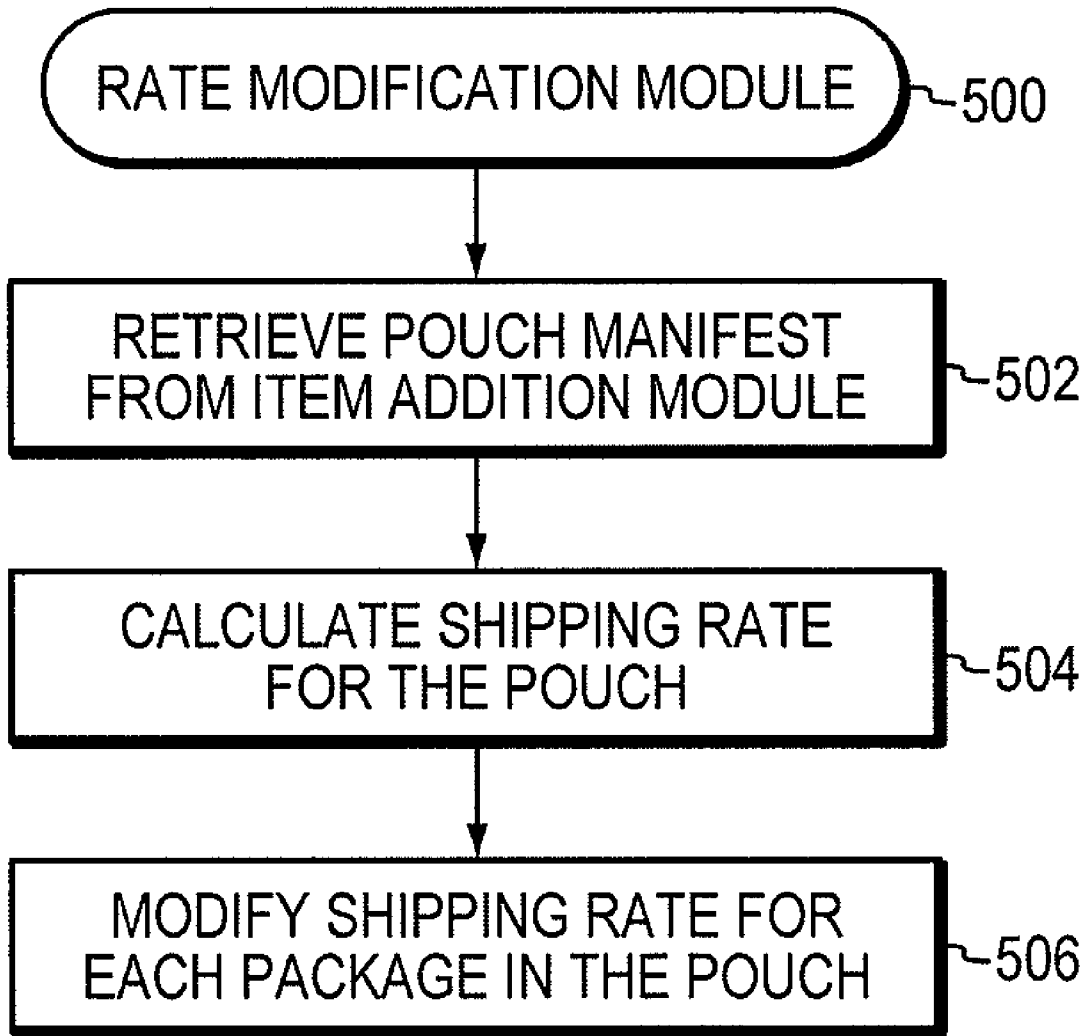 RATE MODIFICATION MODULE
500
RETRIEVE POUCH MANIFEST
FROM ITEM ADDITION MODULE
502
CALCULATE SHIPPING RATE
FOR THE POUCH
504
MODIFY SHIPPING RATE FOR
EACH PACKAGE IN THE POUCH
506